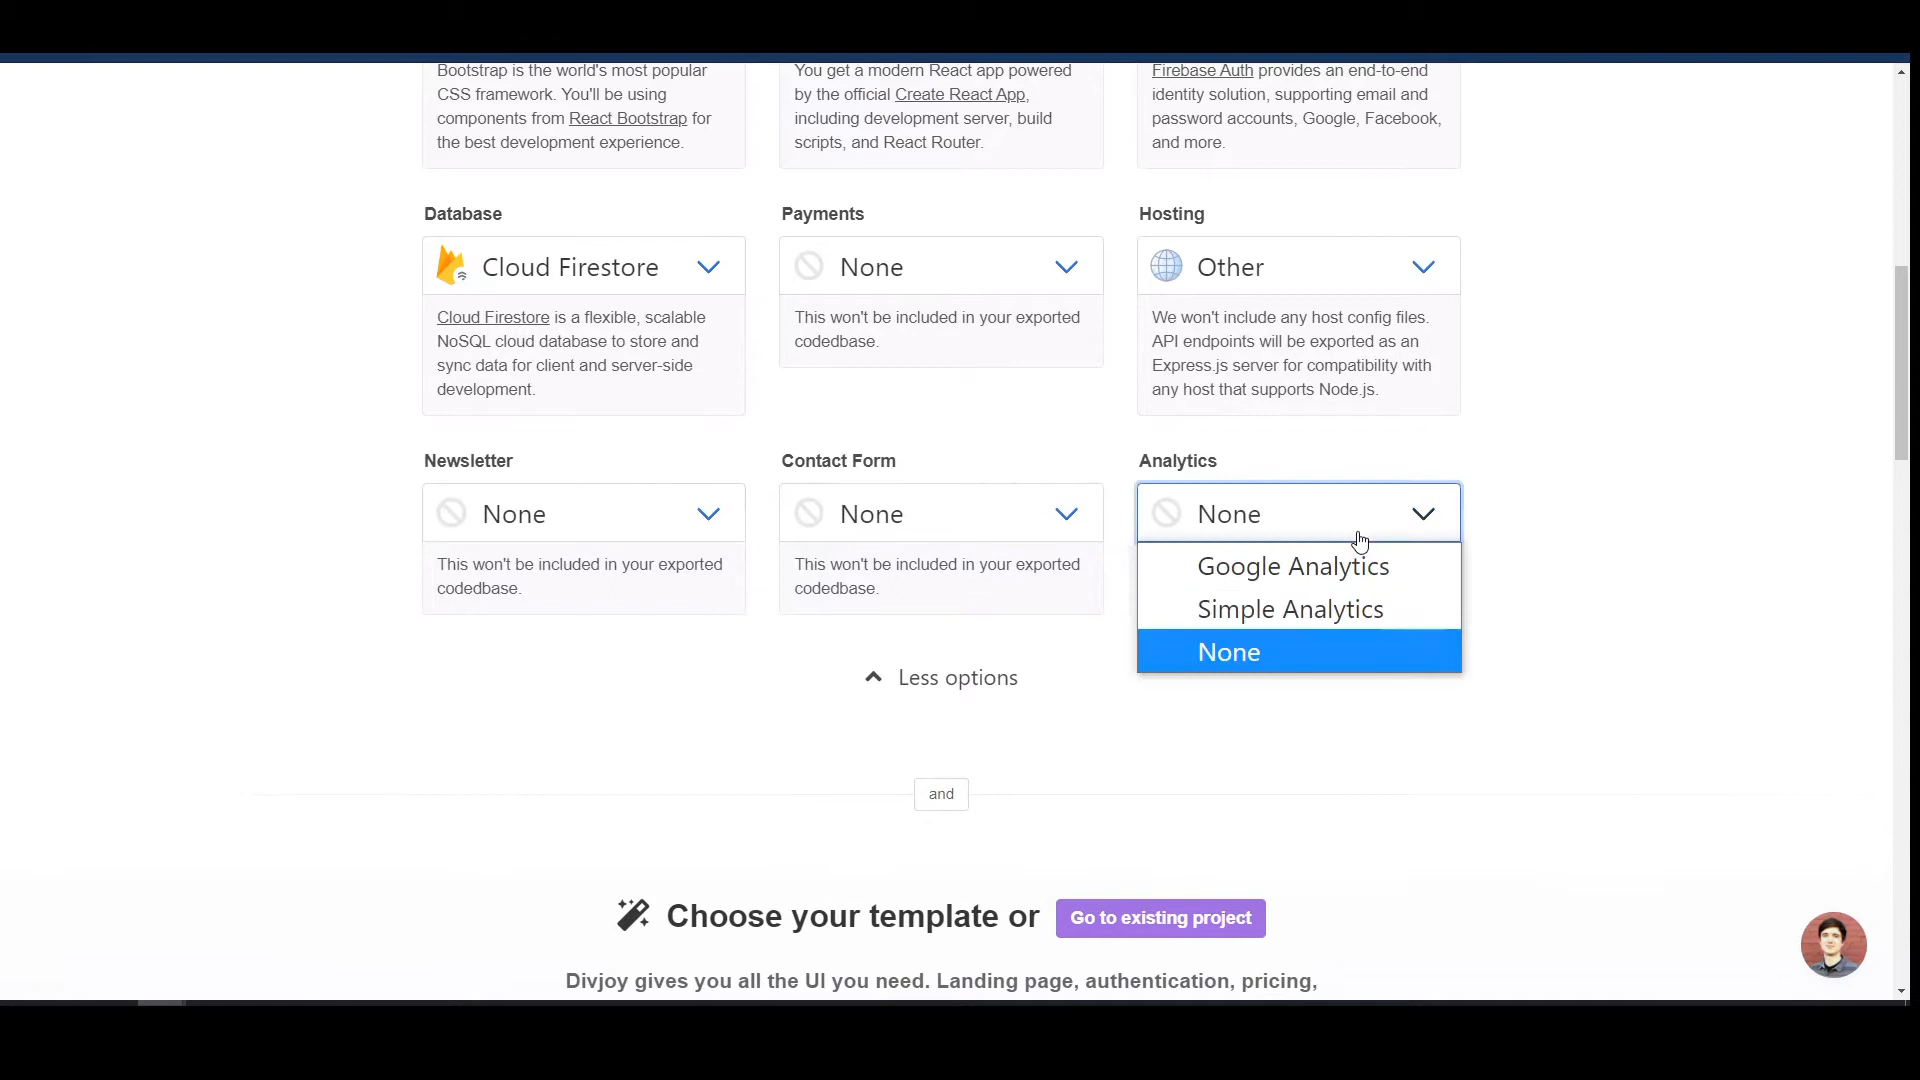 Bootstrap is the world's most popular
CSS framework. You'll be using
components from React Bootstrap for
the best development experience.
You get a modern React app powered
by the official Create React App,
including development server, build
scripts, and React Router.
Firebase Auth provides an end-to-end
identity solution, supporting email and
password accounts, Google, Facebook,
and more.
Database
Cloud Firestore
Cloud Firestore is a flexible, scalable
NoSQL cloud database to store and
sync data for client and server-side
development.
Payments
None
This won't be included in your exported
codedbase.
Hosting
Other
We won't include any host config files.
API endpoints will be exported as an
Express.js server for compatibility with
any host that supports Node.js.
Newsletter
None
This won't be included in your exported
codedbase.
Contact Form
None
This won't be included in your exported
codedbase.
Analytics
None
Google Analytics
Simple Analytics
None
Less options
and
Choose your template or
Go to existing project
Divjoy gives you all the UI you need. Landing page, authentication, pricing,